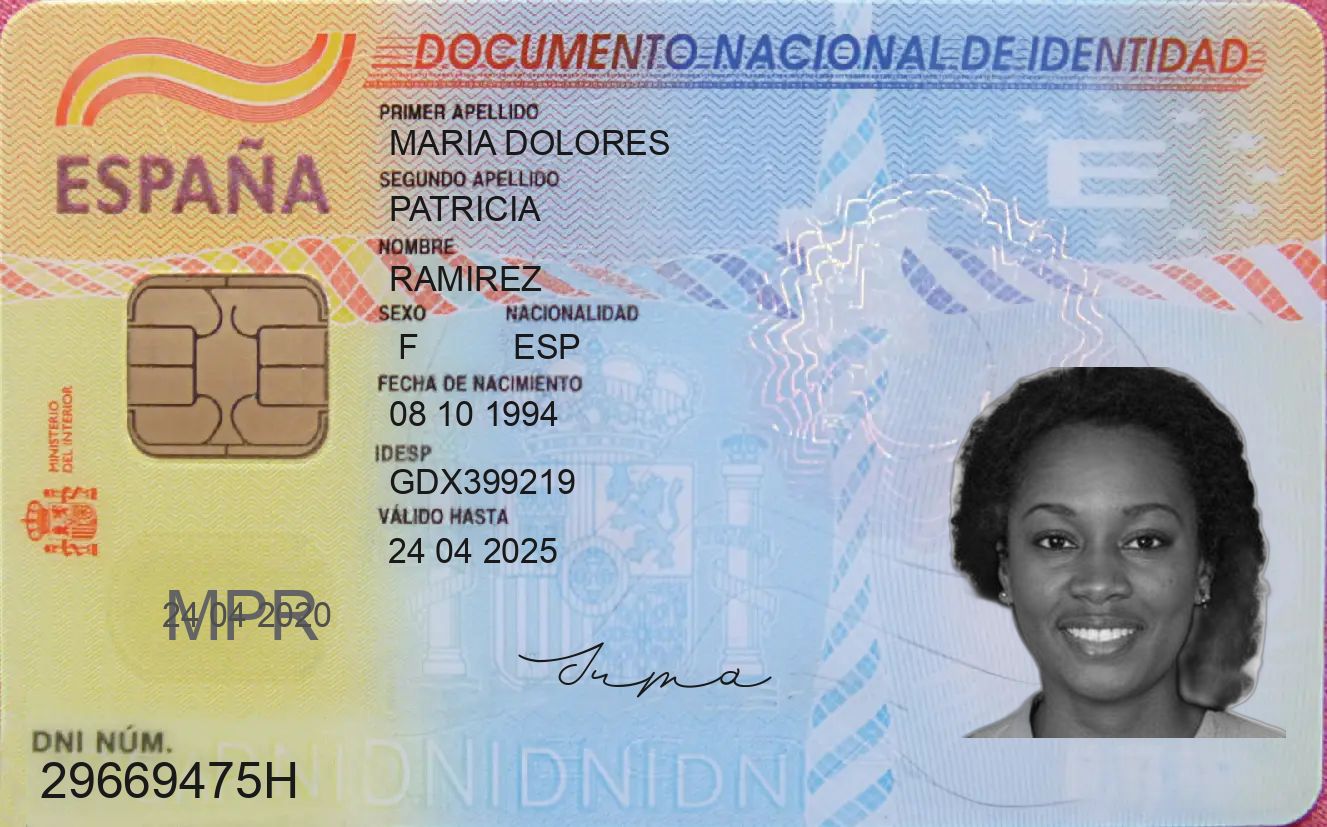 DOCUMENTO NACIONAL DE IDENTIDAD
ESPAÑA
PRIMER APELLIDO
MARIA DOLORES
SEGUNDO APELLIDO
PATRICIA
NOMBRE
RAMIREZ
SEXO NACIONALIDAD
F ESP
FECHA DE NACIMIENTO
08 10 1994
IDESP
GDX399219
VÁLIDO HASTA
24 04 2025
MINISTERIO
DEL INTERIOR
E
MPR
24 04 2020
DNI NÚM.
29669475H
DNIDNIDNIDNI